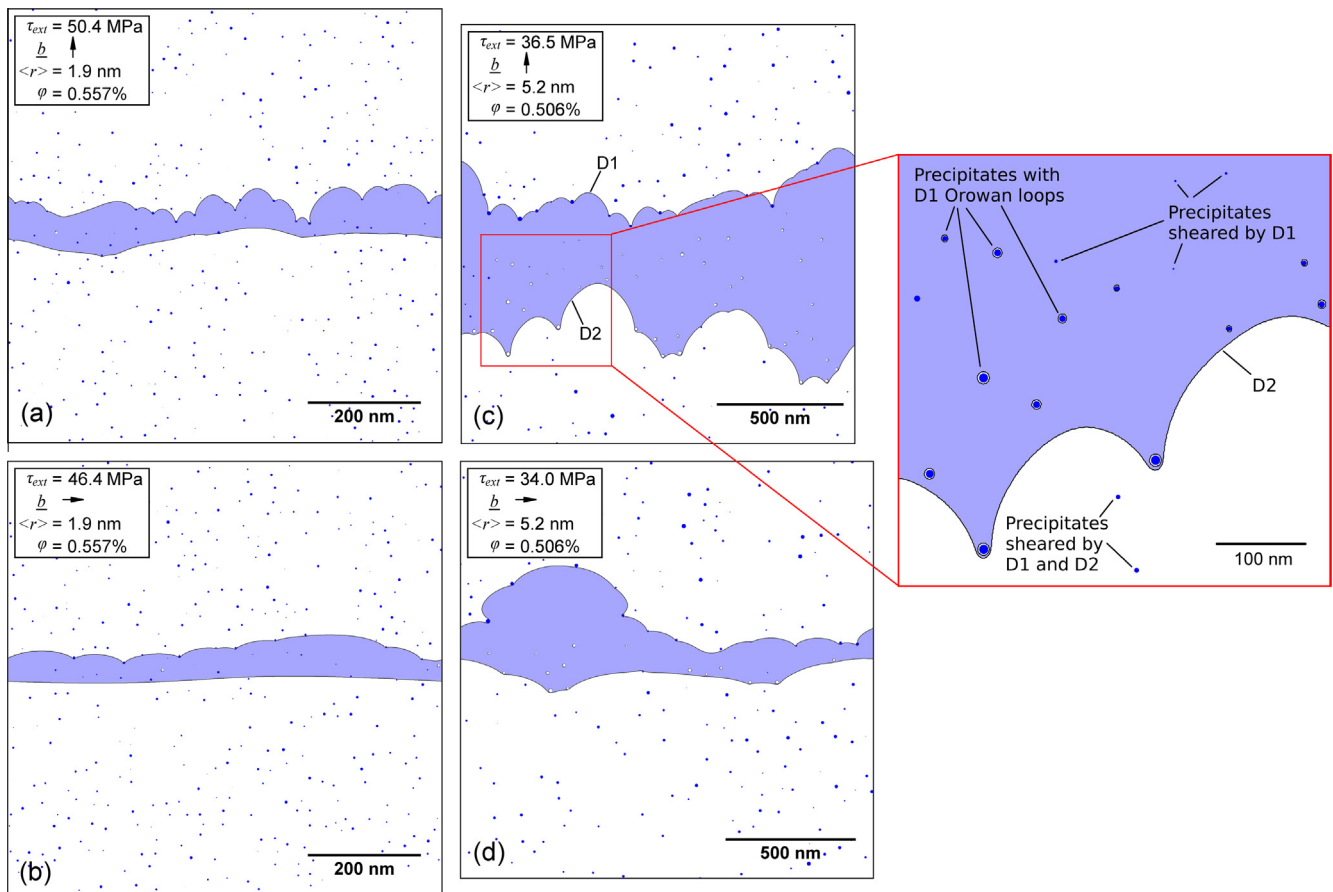 τext = 50.4 MPa
b
<r> = 1.9 nm
φ = 0.557%
(a)
200 nm
τext = 36.5 MPa
b
<r> = 5.2 nm
φ = 0.506%
D1
D2
(c)
500 nm
Precipitates with
D1 Orowan loops
Precipitates
sheared by D1
D2
Precipitates
sheared by
D1 and D2
100 nm
τext = 46.4 MPa
b
<r> = 1.9 nm
φ = 0.557%
(b)
200 nm
τext = 34.0 MPa
b
<r> = 5.2 nm
φ = 0.506%
(d)
500 nm